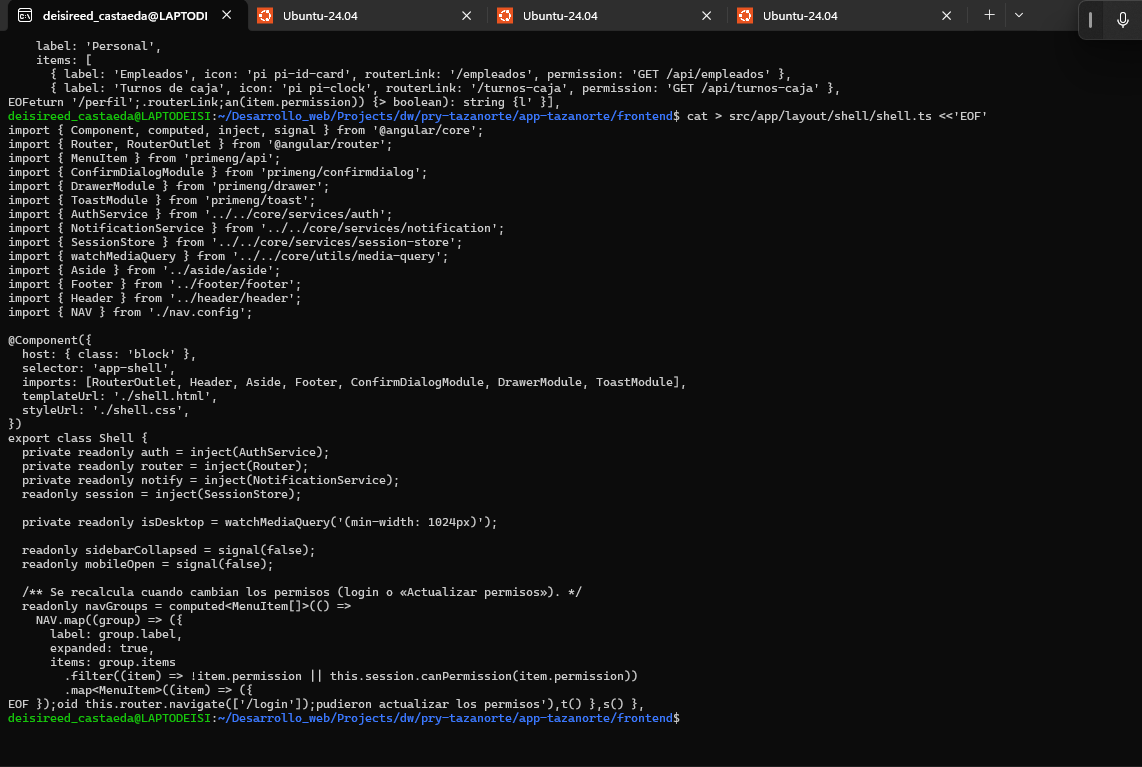 deisireed_castaeda@LAPTODI
Ubuntu-24.04
Ubuntu-24.04
Ubuntu-24.04
    label: 'Personal',
    items: [
      { label: 'Empleados', icon: 'pi pi-id-card', routerLink: '/empleados', permission: 'GET /api/empleados' },
      { label: 'Turnos de caja', icon: 'pi pi-clock', routerLink: '/turnos-caja', permission: 'GET /api/turnos-caja' },
EOFeturn '/perfil';.routerLink;an(item.permission)) {> boolean): string {l' }],
deisireed_castaeda@LAPTODEISI:~/Desarrollo_web/Projects/dw/pry-tazanorte/app-tazanorte/frontend$ cat > src/app/layout/shell/shell.ts <<'EOF'
import { Component, computed, inject, signal } from '@angular/core';
import { Router, RouterOutlet } from '@angular/router';
import { MenuItem } from 'primeng/api';
import { ConfirmDialogModule } from 'primeng/confirmdialog';
import { DrawerModule } from 'primeng/drawer';
import { ToastModule } from 'primeng/toast';
import { AuthService } from '../../core/services/auth';
import { NotificationService } from '../../core/services/notification';
import { SessionStore } from '../../core/services/session-store';
import { watchMediaQuery } from '../../core/utils/media-query';
import { Aside } from '../aside/aside';
import { Footer } from '../footer/footer';
import { Header } from '../header/header';
import { NAV } from './nav.config';

@Component({
  host: { class: 'block' },
  selector: 'app-shell',
  imports: [RouterOutlet, Header, Aside, Footer, ConfirmDialogModule, DrawerModule, ToastModule],
  templateUrl: './shell.html',
  styleUrl: './shell.css',
})
export class Shell {
  private readonly auth = inject(AuthService);
  private readonly router = inject(Router);
  private readonly notify = inject(NotificationService);
  readonly session = inject(SessionStore);

  private readonly isDesktop = watchMediaQuery('(min-width: 1024px)');

  readonly sidebarCollapsed = signal(false);
  readonly mobileOpen = signal(false);

  /** Se recalcula cuando cambian los permisos (login o «Actualizar permisos»). */
  readonly navGroups = computed<MenuItem[]>(() =>
    NAV.map((group) => ({
      label: group.label,
      expanded: true,
      items: group.items
        .filter((item) => !item.permission || this.session.canPermission(item.permission))
        .map<MenuItem>((item) => ({
EOF });oid this.router.navigate(['/login']);pudieron actualizar los permisos'),t() },s() },
deisireed_castaeda@LAPTODEISI:~/Desarrollo_web/Projects/dw/pry-tazanorte/app-tazanorte/frontend$